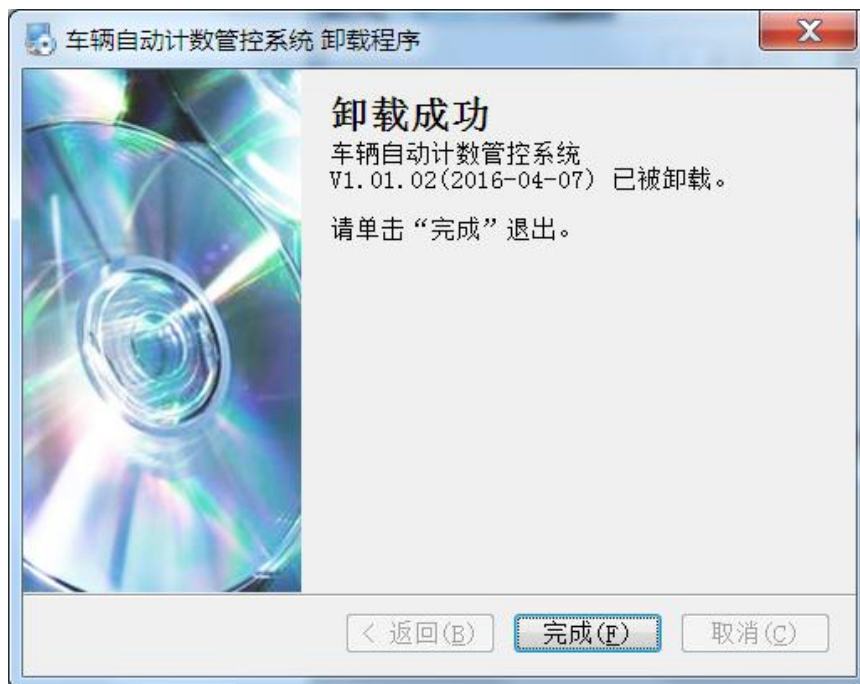 车辆自动计数管控系统 卸载程序
卸载成功
车辆自动计数管控系统
V1.01.02(2016-04-07) 已被卸载。
请单击“完成”退出。
< 返回(B) 完成(F) 取消(C)